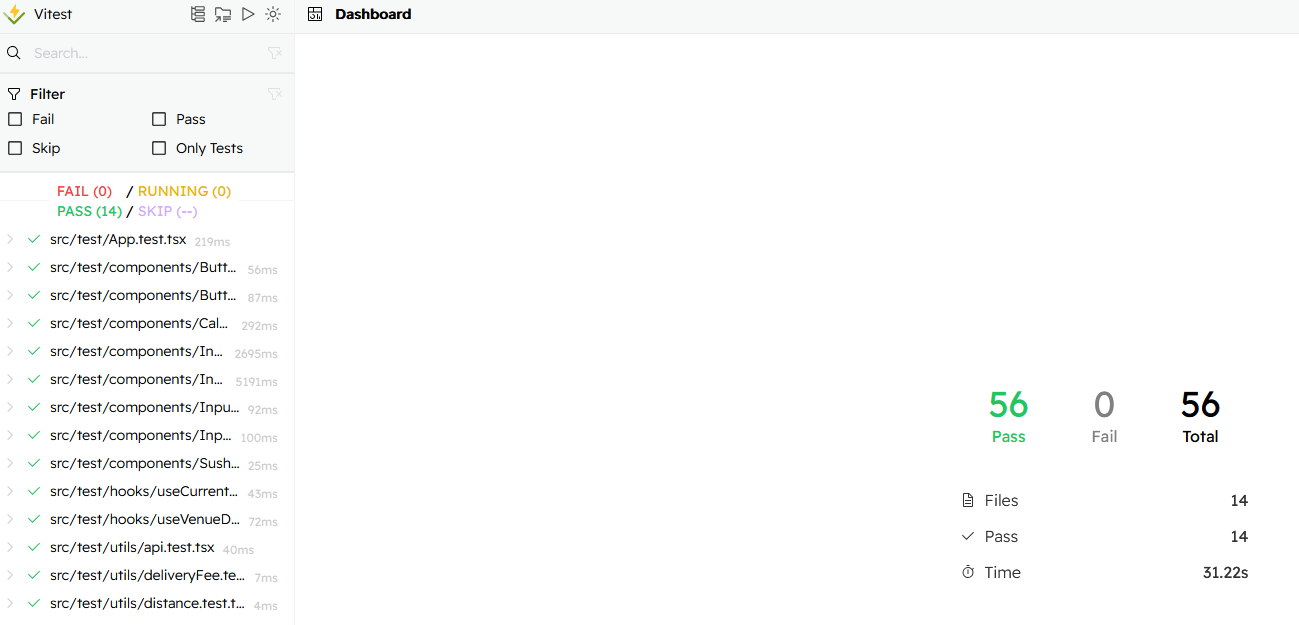 Vitest
Dashboard
Search...
Filter
Fail
Pass
Skip
Only Tests
FAIL (0) / RUNNING (0)
PASS (14) / SKIP (--)
src/test/App.test.tsx 219ms
src/test/components/Butt... 56ms
src/test/components/Butt... 87ms
src/test/components/Cal... 292ms
src/test/components/In... 2695ms
src/test/components/In... 5191ms
src/test/components/Inpu... 92ms
src/test/components/Inp... 100ms
src/test/components/Sush... 25ms
src/test/hooks/useCurrent... 43ms
src/test/hooks/useVenueD... 72ms
src/test/utils/api.test.tsx 40ms
src/test/utils/deliveryFee.te... 7ms
src/test/utils/distance.test.t... 4ms
56 0 56
Pass Fail Total
Files 14
Pass 14
Time 31.22s